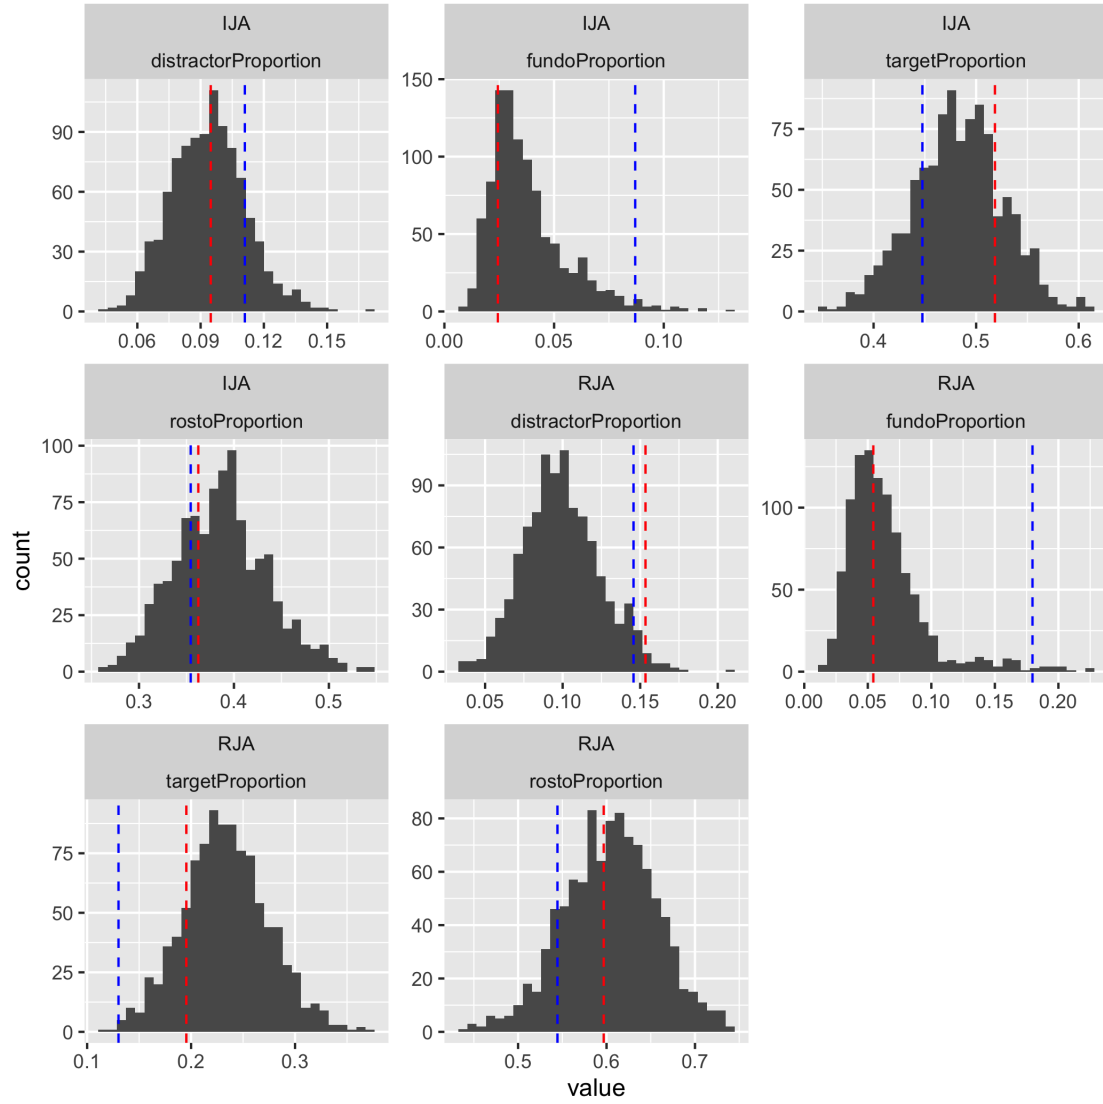 IJA
distractorProportion
90
60
30
0
0.06 0.09 0.12 0.15
IJA
fundoProportion
150
100
50
0
0.00 0.05 0.10
IJA
targetProportion
75
50
25
0
0.4 0.5 0.6
count
IJA
rostoProportion
100
75
50
25
0
0.3 0.4 0.5
RJA
distractorProportion
90
60
30
0
0.05 0.10 0.15 0.20
RJA
fundoProportion
100
50
0
0.00 0.05 0.10 0.15 0.20
RJA
targetProportion
75
50
25
0
0.1 0.2 0.3
RJA
rostoProportion
80
60
40
20
0
0.5 0.6 0.7
value